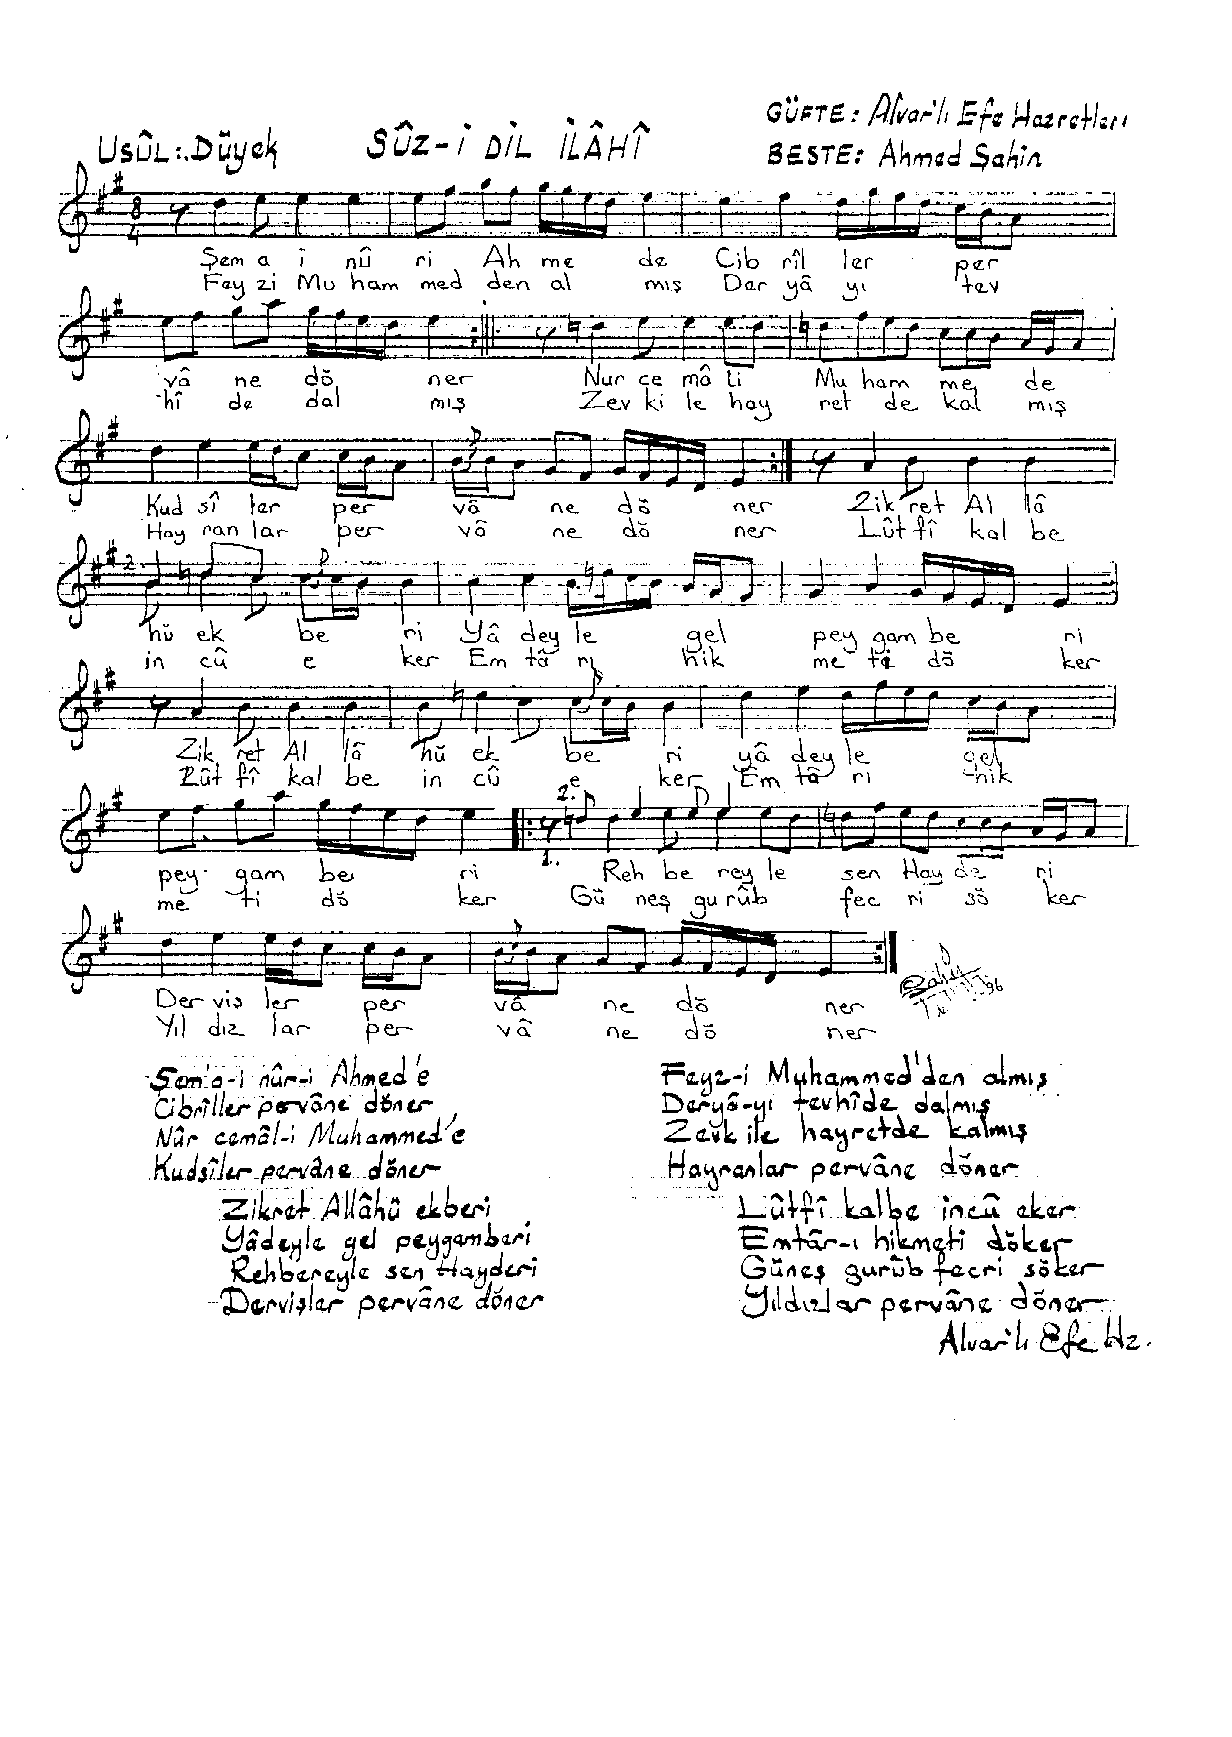 GÜFTE: Alvar'lı Efe Hazretleri
USÛL: Düyek SÛZ-İ DİL İLÂHÎ
BESTE: Ahmed Şahin
8
4
Şem a i nû ri Ah me de Cib rîl ler per
Fey zi Mu ham med den al mış Der yâ yı tev
vâ ne dö ner Nur ce mâ li Mu ham me de
hî de dal mış Zev ki le hay ret de kal mış
Kud sî ler per vâ ne dö ner Zik ret Al lâ
Hay ran lar per vâ ne dö ner Lût fî kal be
2.
hü ek be ri Yâ dey le gel pey gam be ri
in cû e ker Em tâ ri hik me ti dö ker
Zik ret Al lâ hü ek be ri yâ dey le gel
Lût fî kal be in cû e ker Em tâ ri hik
2.
1.
pey gam be ri Reh be rey le sen Hay de ri
me ti dö ker Gü neş gu rûb fec ri sö ker
Der vis ler per vâ ne dö ner
Yıl dız lar per vâ ne dö ner
96
Şem'a-i nûr-i Ahmed'e
Cibrîller pervâne döner
Nûr cemâl-i Muhammed'e
Kudsîler pervâne döner
Zikret Allâhü ekberi
Yâdeyle gel peygamberi
Rehbereyle sen Hayderi
Dervişler pervâne döner
Feyz-i Muhammed'den almış
Deryâ-yı tevhîde dalmış
Zevk ile hayretde kalmış
Hayranlar pervâne döner
Lûtfî kalbe incû eker
Emtâr-ı hikmeti döker
Güneş gurûb fecri söker
Yıldızlar pervâne döner
Alvar'lı Efe Hz.